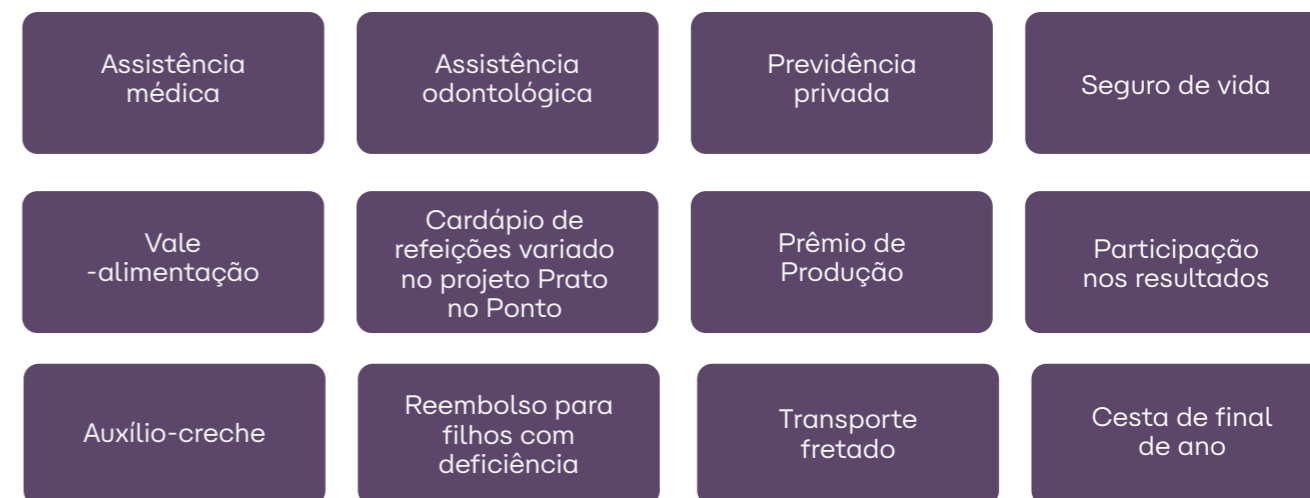 Assistência
médica
Assistência
odontológica
Previdência
privada
Seguro de vida
Vale
-alimentação
Cardápio de
refeições variado
no projeto Prato
no Ponto
Prêmio de
Produção
Participação
nos resultados
Auxílio-creche
Reembolso para
filhos com
deficiência
Transporte
fretado
Cesta de final
de ano